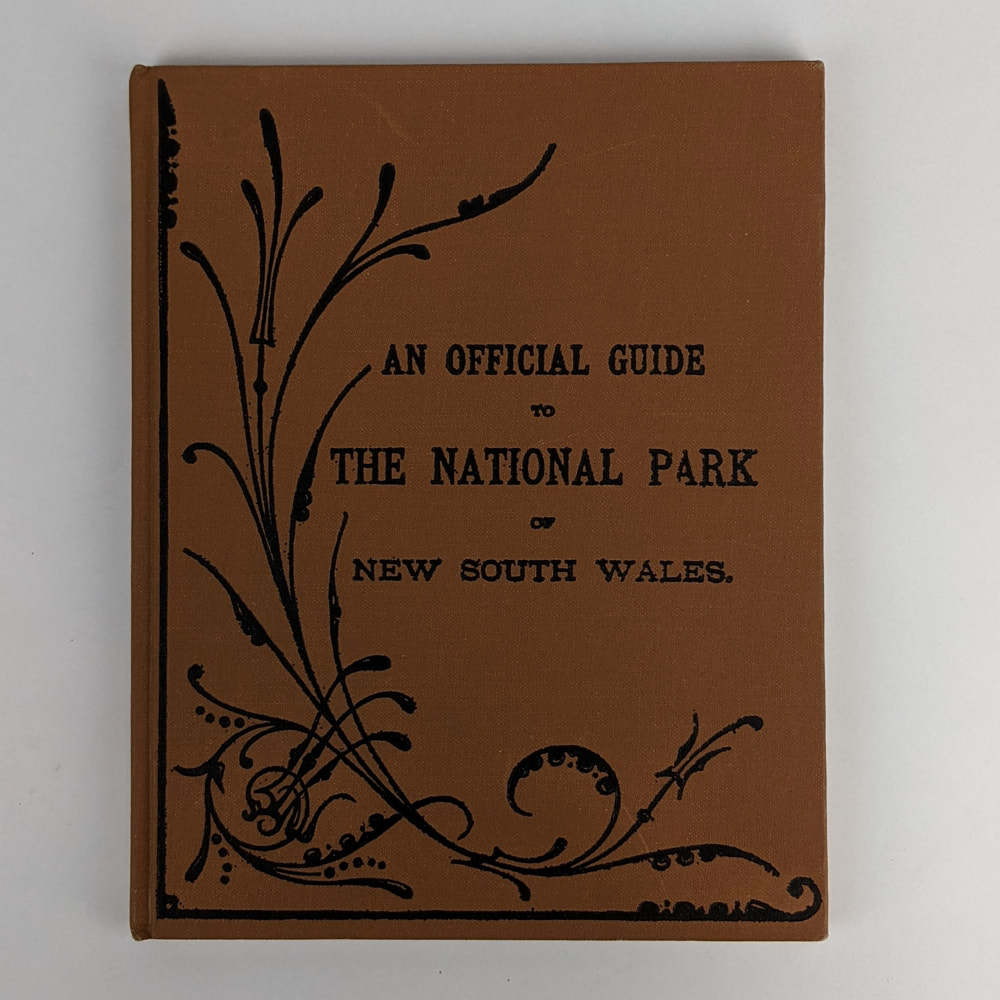 AN OFFICIAL GUIDE
TO
THE NATIONAL PARK
OF
NEW SOUTH WALES.